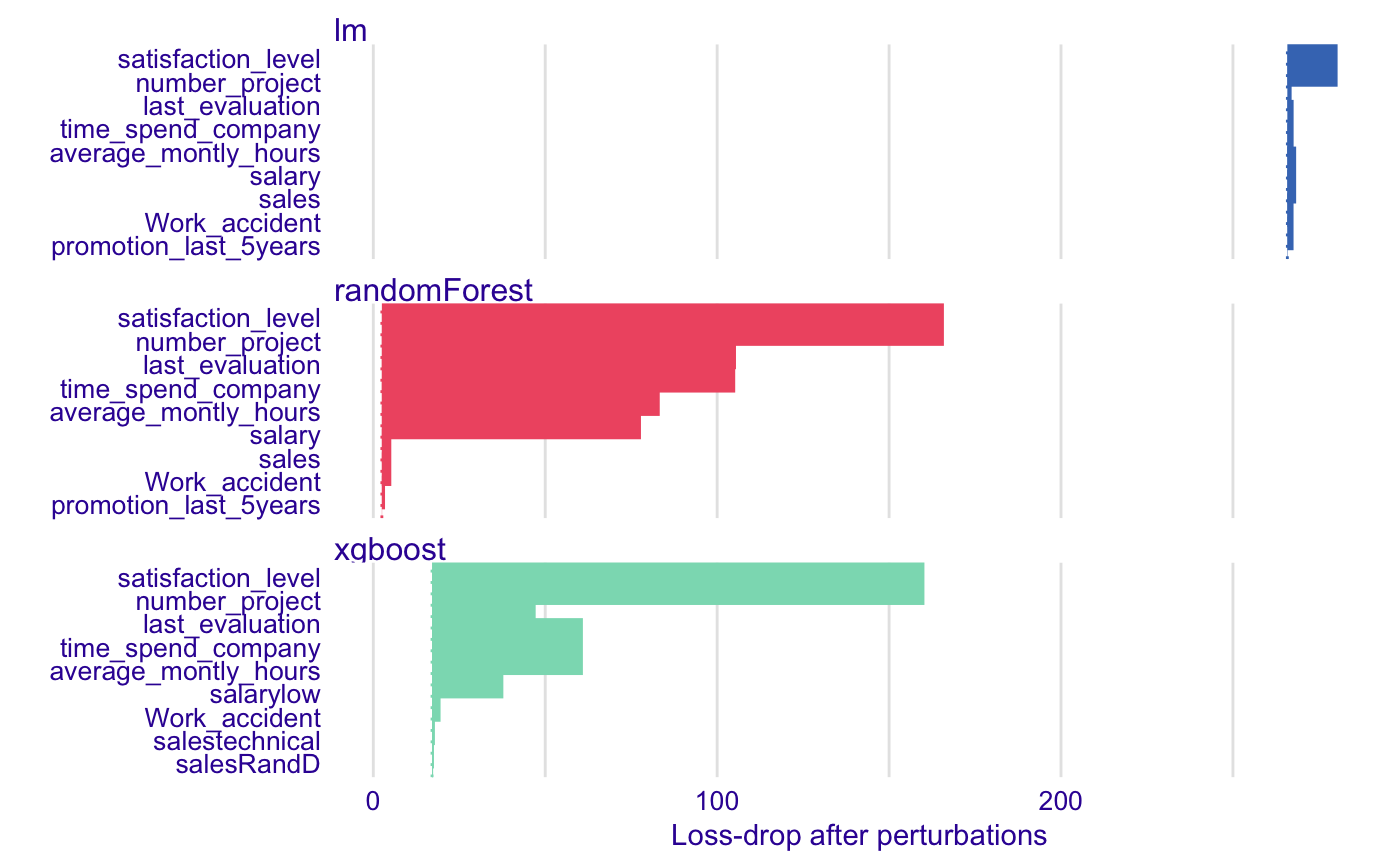 lm
satisfaction_level
number_project
last_evaluation
time_spend_company
average_montly_hours
salary
sales
Work_accident
promotion_last_5years
randomForest
satisfaction_level
number_project
last_evaluation
time_spend_company
average_montly_hours
salary
sales
Work_accident
promotion_last_5years
xgboost
satisfaction_level
number_project
last_evaluation
time_spend_company
average_montly_hours
salarylow
Work_accident
salestechnical
salesRandD
0 100 200
Loss-drop after perturbations